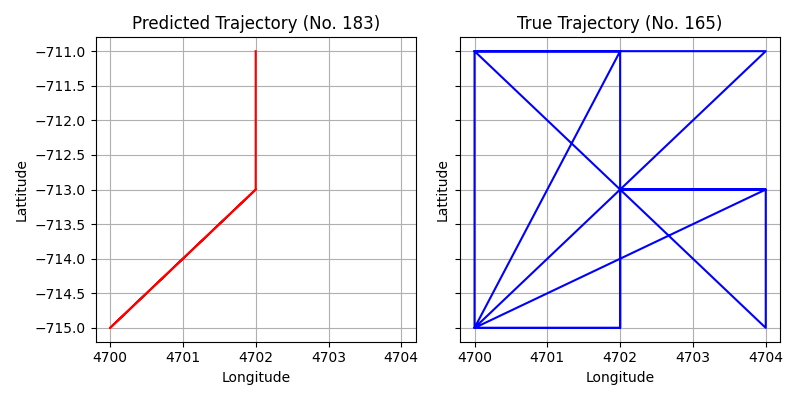 Predicted Trajectory (No. 183)
−711.0
−711.5
−712.0
−712.5
−713.0
−713.5
−714.0
−714.5
−715.0
Lattitude
4700 4701 4702 4703 4704
Longitude
True Trajectory (No. 165)
Lattitude
4700 4701 4702 4703 4704
Longitude